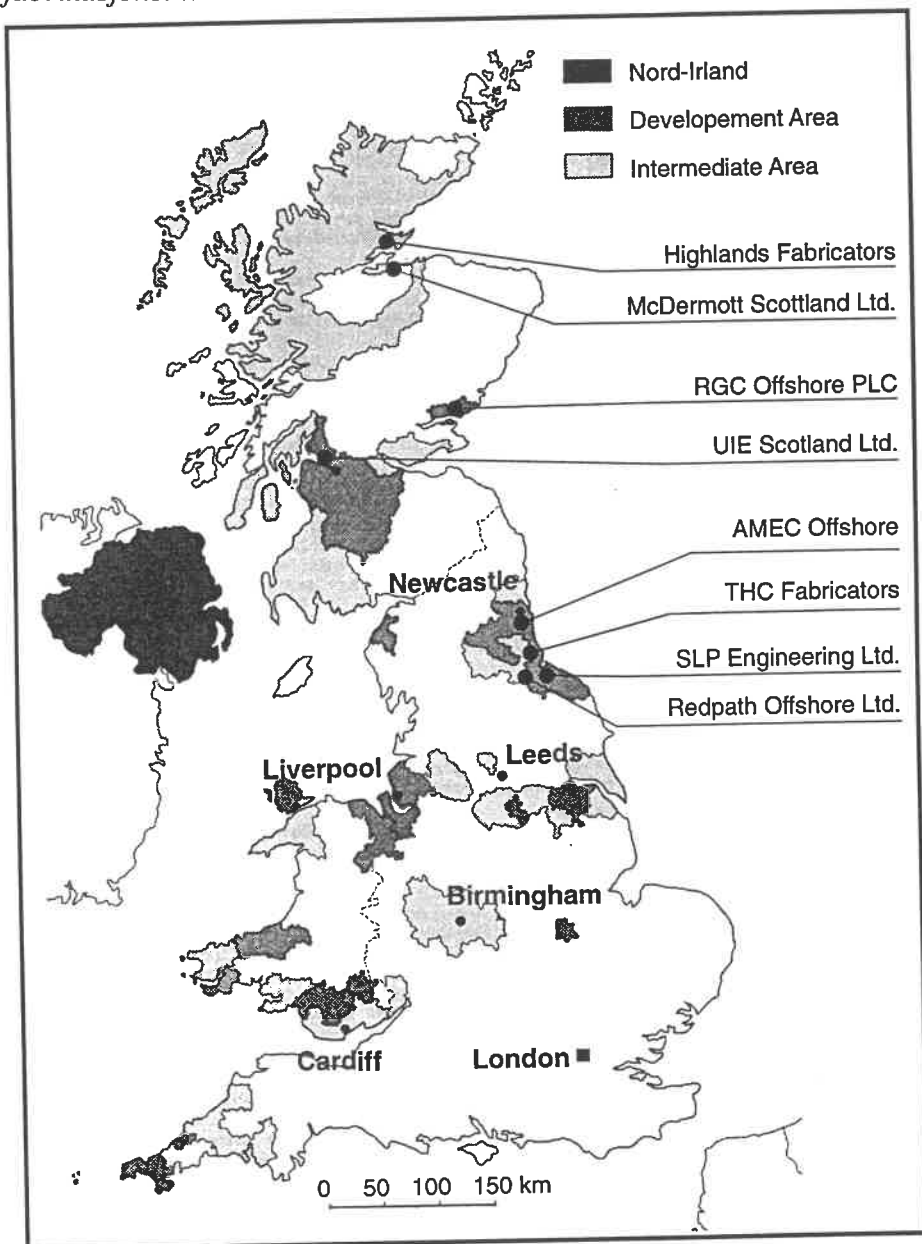 Nord-Irland
Developement Area
Intermediate Area
Highlands Fabricators
McDermott Scottland Ltd.
RGC Offshore PLC
UIE Scotland Ltd.
AMEC Offshore
Newcastle
THC Fabricators
SLP Engineering Ltd.
Redpath Offshore Ltd.
Leeds
Liverpool
Birmingham
Cardiff
London
0 50 100 150 km